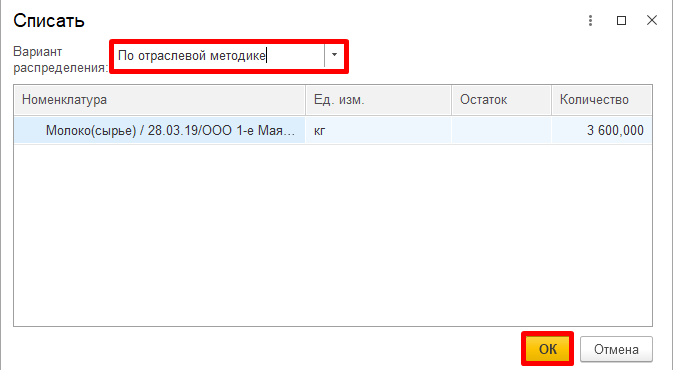 Списать
Вариант
распределения:
По отраслевой методике
Номенклатура Ед. изм. Остаток Количество
Молоко(сырье) / 28.03.19/ООО 1-е Мая... кг 3 600,000
ОК Отмена